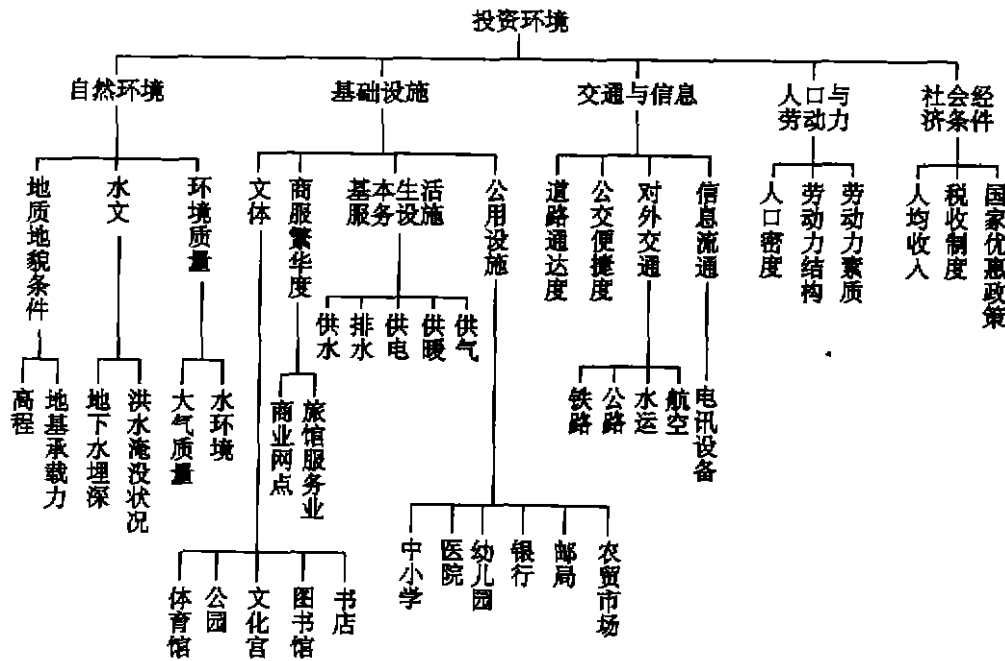 投资环境
自然环境
基础设施
交通与信息
人口与
劳动力
社会经
济条件
地质地貌条件
水文
环境质量
文体
商服繁华度
基本生活
服务设施
公用设施
道路通达度
公交便捷度
对外交通
信息流通
人口密度
劳动力结构
劳动力素质
人均收入
税收制度
国家优惠政策
高程
地基承载力
地下水埋深
洪水淹没状况
大气质量
水环境
商业网点
旅馆服务业
供水
排水
供电
供暖
供气
铁路
公路
水运
航空
电讯设备
体育馆
公园
文化宫
图书馆
书店
中小学
医院
幼儿园
银行
邮局
农贸市场